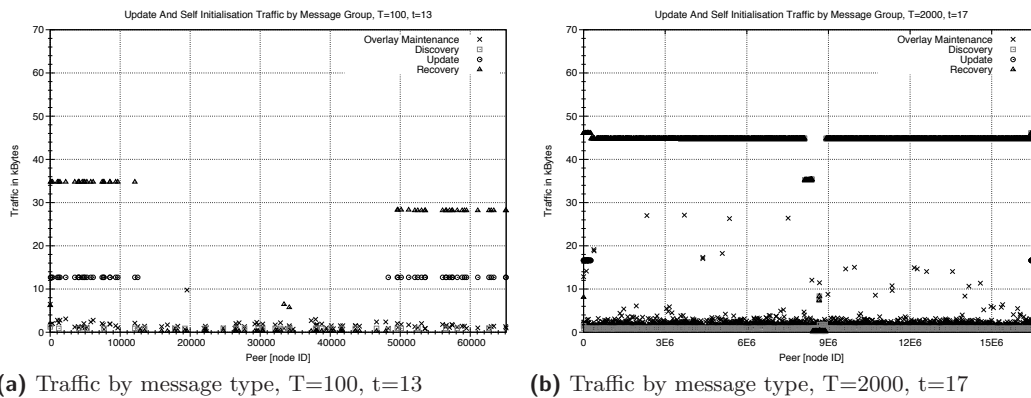 Update And Self Initialisation Traffic by Message Group, T=100, t=13
70
60
50
40
30
20
10
0
Traffic in kBytes
Overlay Maintenance
Discovery
Update
Recovery
0 10000 20000 30000 40000 50000 60000
Peer [node ID]
(a) Traffic by message type, T=100, t=13
Update And Self Initialisation Traffic by Message Group, T=2000, t=17
70
60
50
40
30
20
10
0
Traffic in kBytes
Overlay Maintenance
Discovery
Update
Recovery
0 3E6 6E6 9E6 12E6 15E6
Peer [node ID]
(b) Traffic by message type, T=2000, t=17